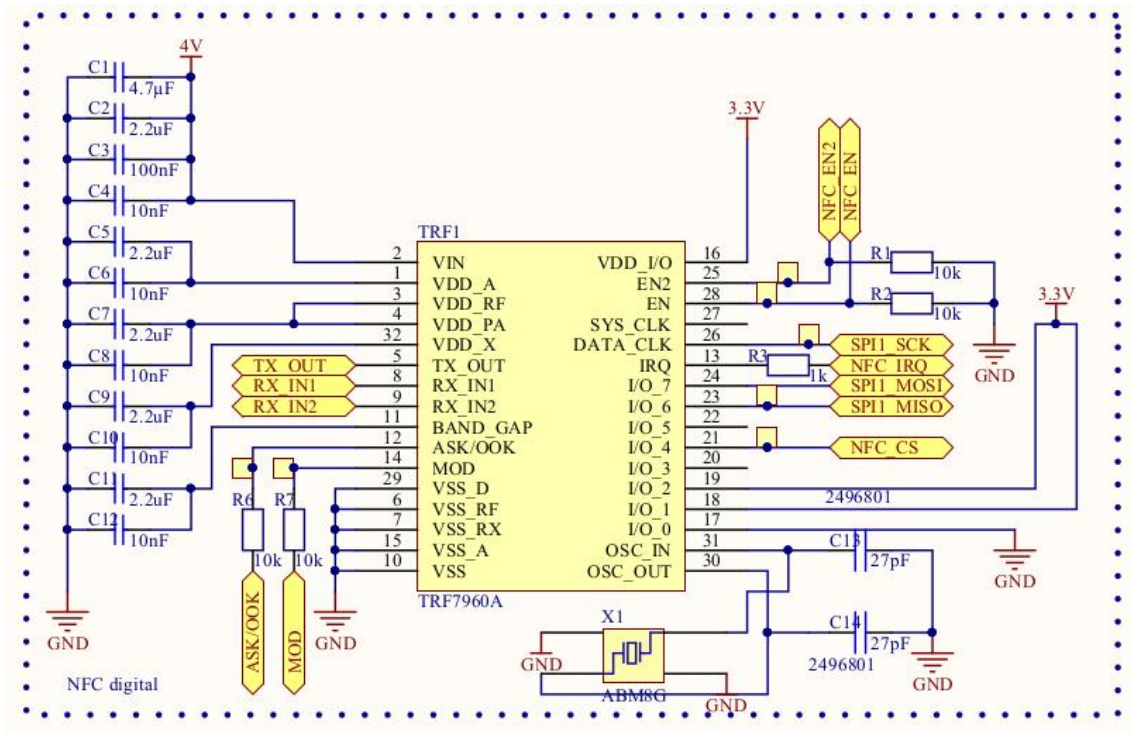 4V
C1
4.7µF
C2
2.2uF
C3
100nF
C4
10nF
C5
2.2uF
C6
10nF
C7
2.2uF
C8
10nF
C9
2.2uF
C10
10nF
C11
2.2uF
C12
10nF
GND
3.3V
NFC_EN2
NFC_EN
TRF1
2 VIN VDD_I/O 16
1 VDD_A EN2 25
3 VDD_RF EN 28
4 VDD_PA SYS_CLK 27
32 VDD_X DATA_CLK 26
5 TX_OUT IRQ 13
8 RX_IN1 I/O_7 24
9 RX_IN2 I/O_6 23
11 BAND_GAP I/O_5 22
12 ASK/OOK I/O_4 21
14 MOD I/O_3 20
29 VSS_D I/O_2 19
6 VSS_RF I/O_1 18
7 VSS_RX I/O_0 17
15 VSS_A OSC_IN 31
10 VSS OSC_OUT 30
TRF7960A
TX_OUT
RX_IN1
RX_IN2
R1
10k
R2
10k
GND
3.3V
SPI1_SCK
R3
1k
NFC_IRQ
SPI1_MOSI
SPI1_MISO
NFC_CS
2496801
R6
10k
R7
10k
ASK/OOK
MOD
GND
C13
27pF
GND
C14
27pF
2496801
GND
X1
GND
ABM8G
GND
NFC digital